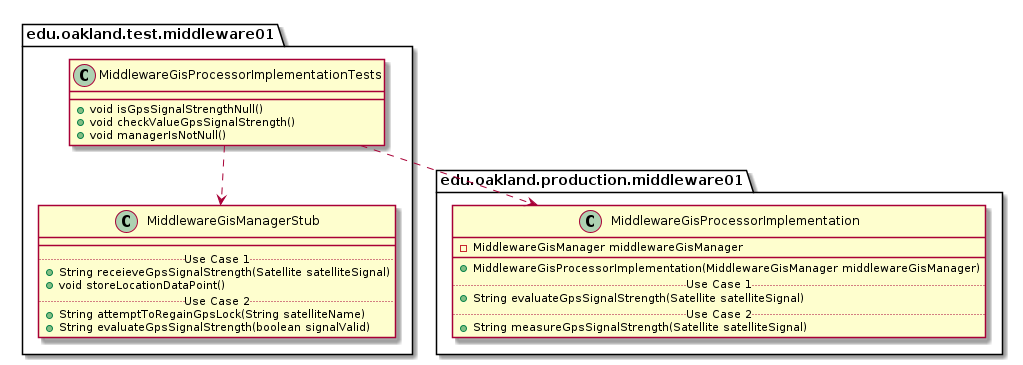 edu.oakland.test.middleware01
C MiddlewareGisProcessorImplementationTests
void isGpsSignalStrengthNull()
void checkValueGpsSignalStrength()
void managerIsNotNull()
C MiddlewareGisManagerStub
Use Case 1
String receieveGpsSignalStrength(Satellite satelliteSignal)
void storeLocationDataPoint()
Use Case 2
String attemptToRegainGpsLock(String satelliteName)
String evaluateGpsSignalStrength(boolean signalValid)
edu.oakland.production.middleware01
C MiddlewareGisProcessorImplementation
MiddlewareGisManager middlewareGisManager
MiddlewareGisProcessorImplementation(MiddlewareGisManager middlewareGisManager)
Use Case 1
String evaluateGpsSignalStrength(Satellite satelliteSignal)
Use Case 2
String measureGpsSignalStrength(Satellite satelliteSignal)